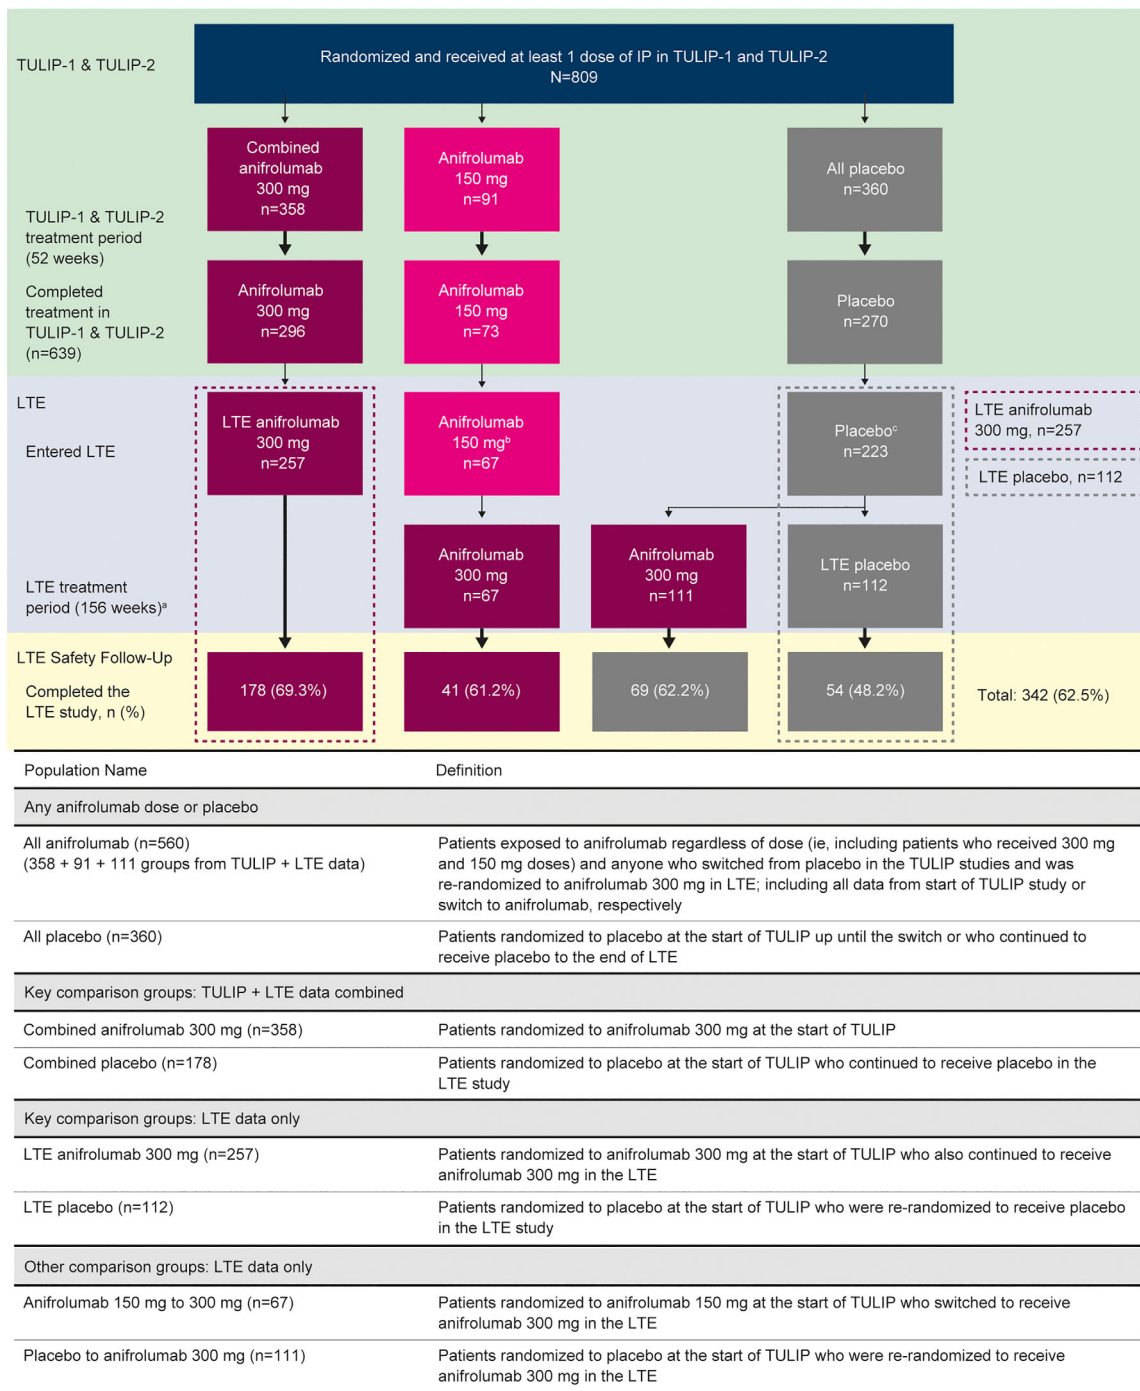 TULIP-1 & TULIP-2
Randomized and received at least 1 dose of IP in TULIP-1 and TULIP-2
N=809
Combined
anifrolumab
300 mg
n=358
Anifrolumab
150 mg
n=91
All placebo
n=360
TULIP-1 & TULIP-2
treatment period
(52 weeks)
Completed
treatment in
TULIP-1 & TULIP-2
(n=639)
Anifrolumab
300 mg
n=296
Anifrolumab
150 mg
n=73
Placebo
n=270
LTE
Entered LTE
LTE anifrolumab
300 mg
n=257
Anifrolumab
150 mgᵇ
n=67
Placeboᶜ
n=223
LTE anifrolumab
300 mg, n=257
LTE placebo, n=112
LTE treatment
period (156 weeks)ᵃ
Anifrolumab
300 mg
n=67
Anifrolumab
300 mg
n=111
LTE placebo
n=112
LTE Safety Follow-Up
Completed the
LTE study, n (%)
178 (69.3%)
41 (61.2%)
69 (62.2%)
54 (48.2%)
Total: 342 (62.5%)
Population Name
Definition
Any anifrolumab dose or placebo
All anifrolumab (n=560)
(358 + 91 + 111 groups from TULIP + LTE data)
Patients exposed to anifrolumab regardless of dose (ie, including patients who received 300 mg
and 150 mg doses) and anyone who switched from placebo in the TULIP studies and was
re-randomized to anifrolumab 300 mg in LTE; including all data from start of TULIP study or
switch to anifrolumab, respectively
All placebo (n=360)
Patients randomized to placebo at the start of TULIP up until the switch or who continued to
receive placebo to the end of LTE
Key comparison groups: TULIP + LTE data combined
Combined anifrolumab 300 mg (n=358)
Patients randomized to anifrolumab 300 mg at the start of TULIP
Combined placebo (n=178)
Patients randomized to placebo at the start of TULIP who continued to receive placebo in the
LTE study
Key comparison groups: LTE data only
LTE anifrolumab 300 mg (n=257)
Patients randomized to anifrolumab 300 mg at the start of TULIP who also continued to receive
anifrolumab 300 mg in the LTE
LTE placebo (n=112)
Patients randomized to placebo at the start of TULIP who were re-randomized to receive placebo
in the LTE study
Other comparison groups: LTE data only
Anifrolumab 150 mg to 300 mg (n=67)
Patients randomized to anifrolumab 150 mg at the start of TULIP who switched to receive
anifrolumab 300 mg in the LTE
Placebo to anifrolumab 300 mg (n=111)
Patients randomized to placebo at the start of TULIP who were re-randomized to receive
anifrolumab 300 mg in the LTE